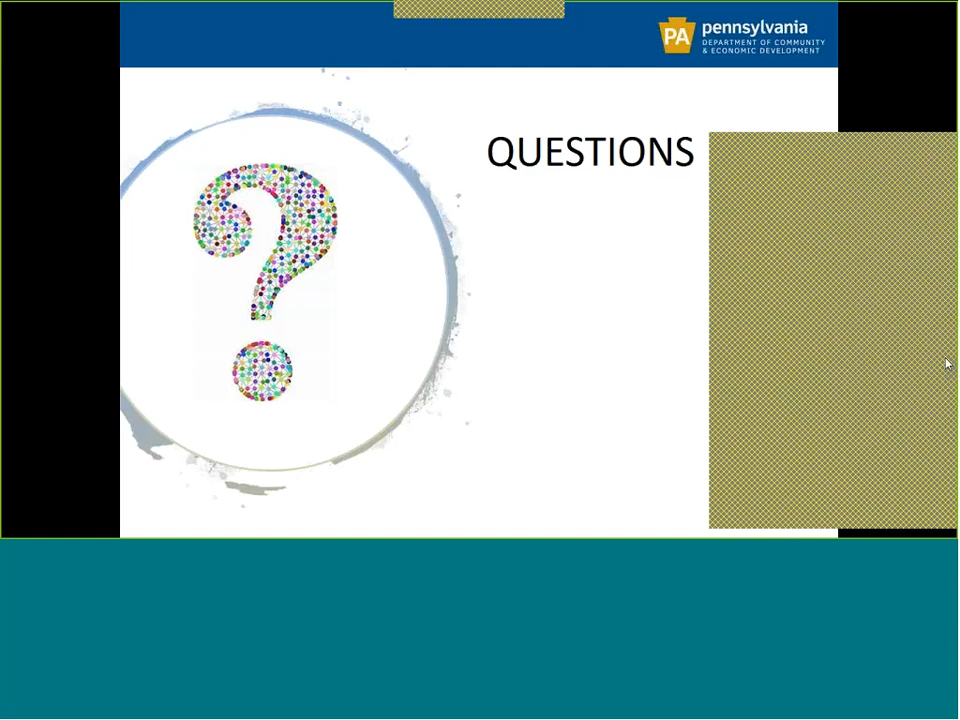 PA
pennsylvania
DEPARTMENT OF COMMUNITY
& ECONOMIC DEVELOPMENT
QUESTIONS
?